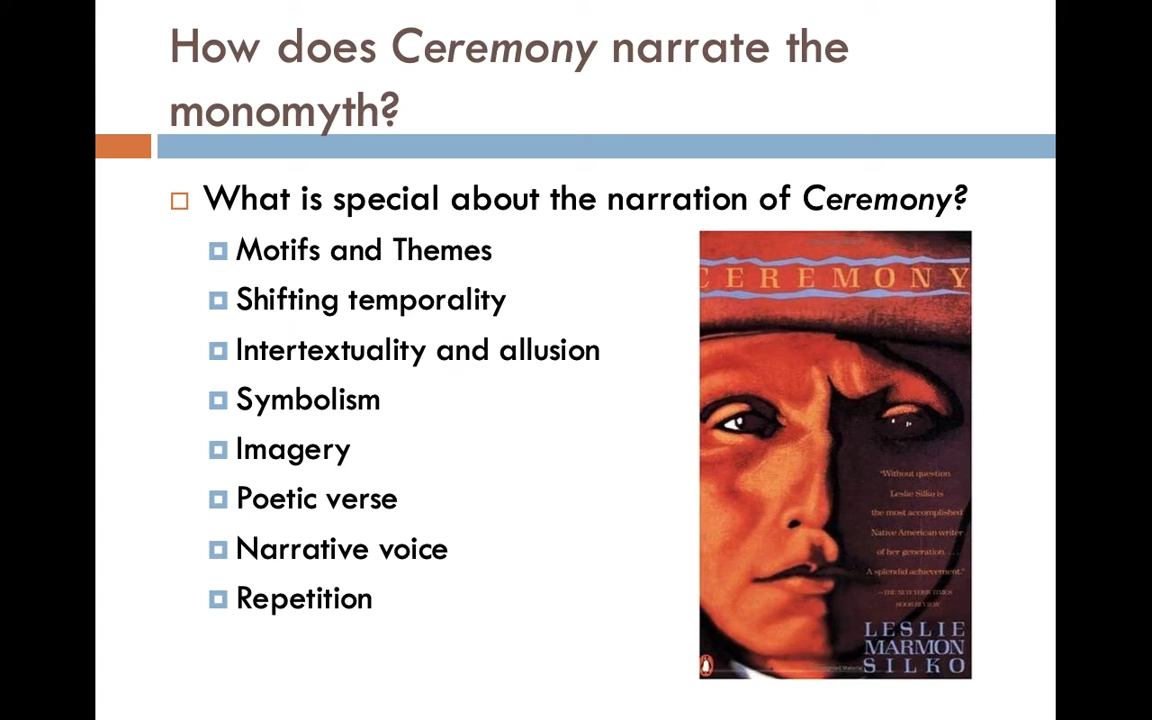 How does Ceremony narrate the
monomyth?
What is special about the narration of Ceremony?
Motifs and Themes
Shifting temporality
Intertextuality and allusion
Symbolism
Imagery
Poetic verse
Narrative voice
Repetition
CEREMONY
"Without question
Leslie Silko is
the most accomplished
Native American writer
of her generation. . . .
A splendid achievement."
—THE NEW YORK TIMES
BOOK REVIEW
LESLIE
MARMON
SILKO